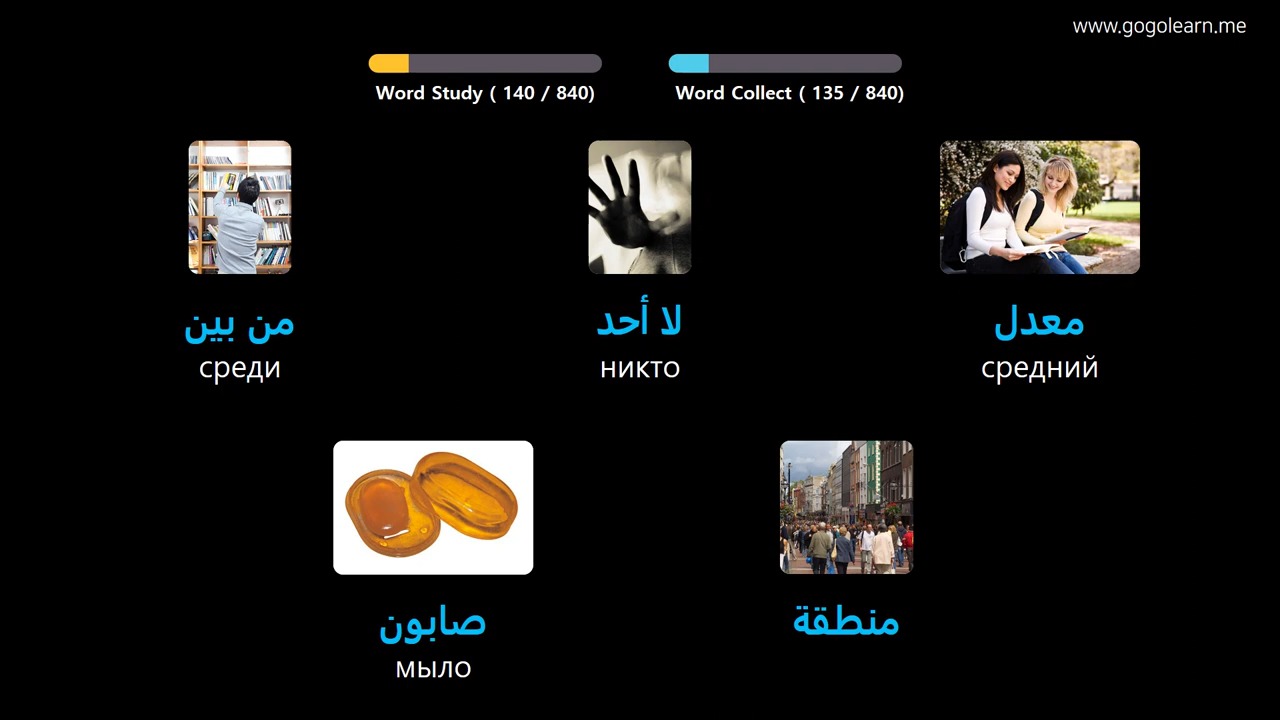 www.gogolearn.me
Word Study ( 140 / 840)
Word Collect ( 135 / 840)
من بين
среди
لا أحد
никто
معدل
средний
صابون
мыло
منطقة